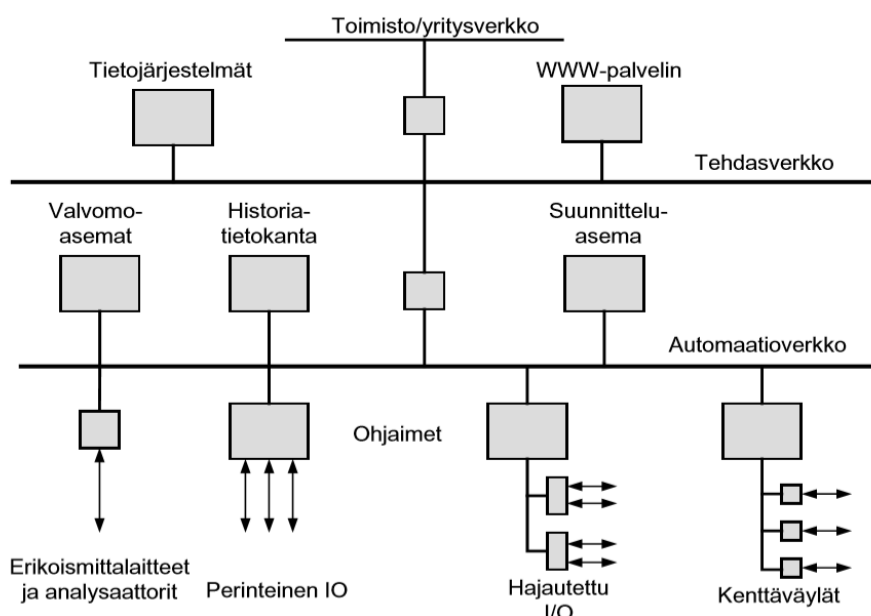 Toimisto/yritysverkko
Tietojärjestelmät
WWW-palvelin
Tehdasverkko
Valvomo-
asemat
Historia-
tietokanta
Suunnittelu-
asema
Automaatioverkko
Ohjaimet
Erikoismittalaitteet
ja analysaattorit
Perinteinen IO
Hajautettu
I/O
Kenttäväylät